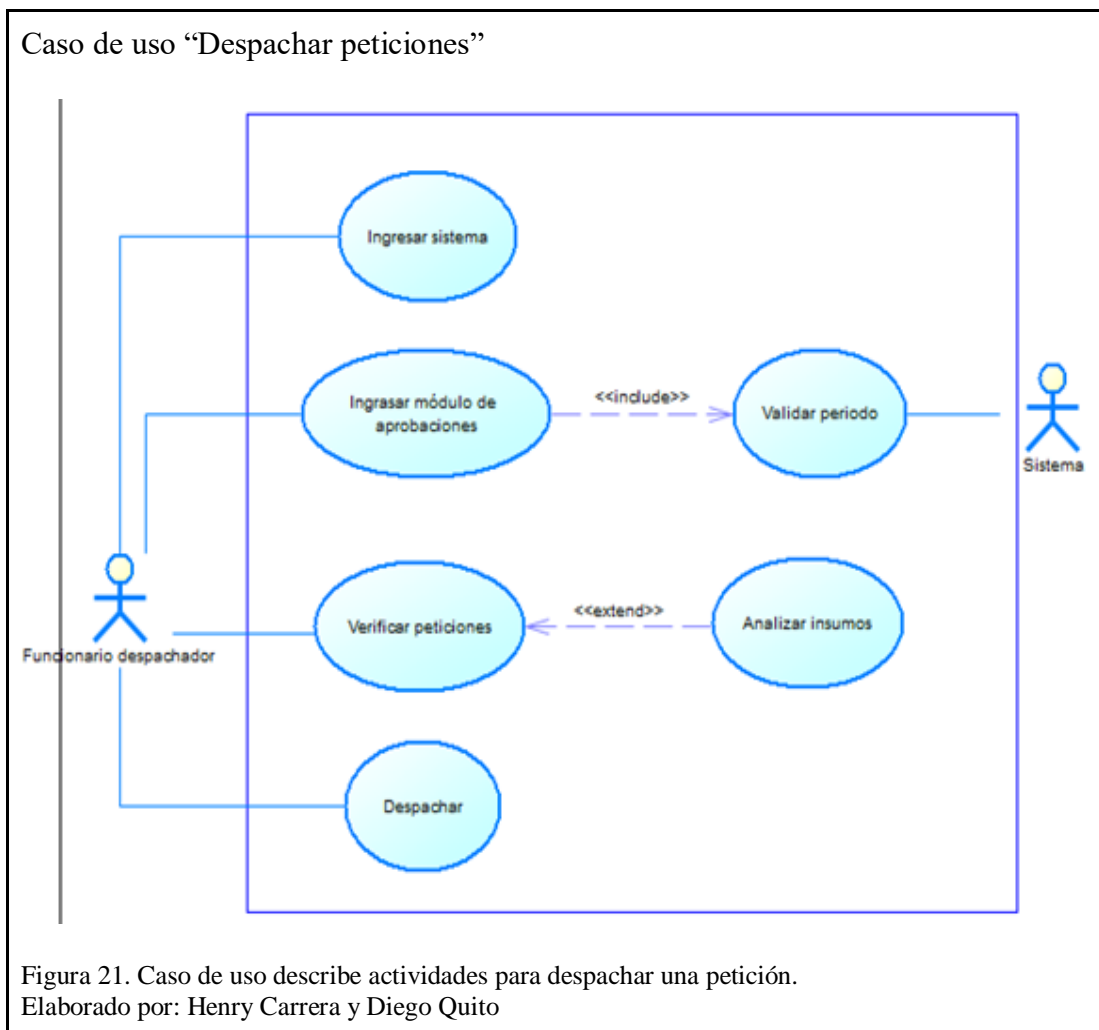 Caso de uso “Despachar peticiones”
Ingresar sistema
Ingrasar módulo de
aprobaciones
<<include>>
Validar periodo
Sistema
Verificar peticiones
<<extend>>
Analizar insumos
Funcionario despachador
Despachar
Figura 21. Caso de uso describe actividades para despachar una petición.
Elaborado por: Henry Carrera y Diego Quito